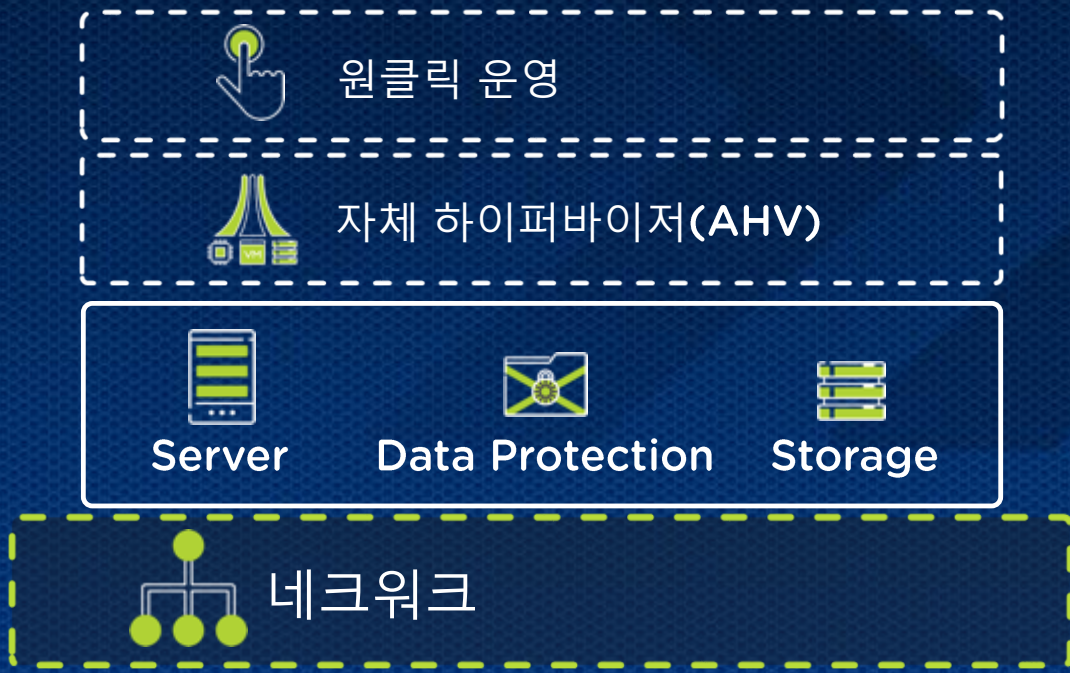 원클릭 운영
자체 하이퍼바이저(AHV)
VM
Server Data Protection Storage
네크워크